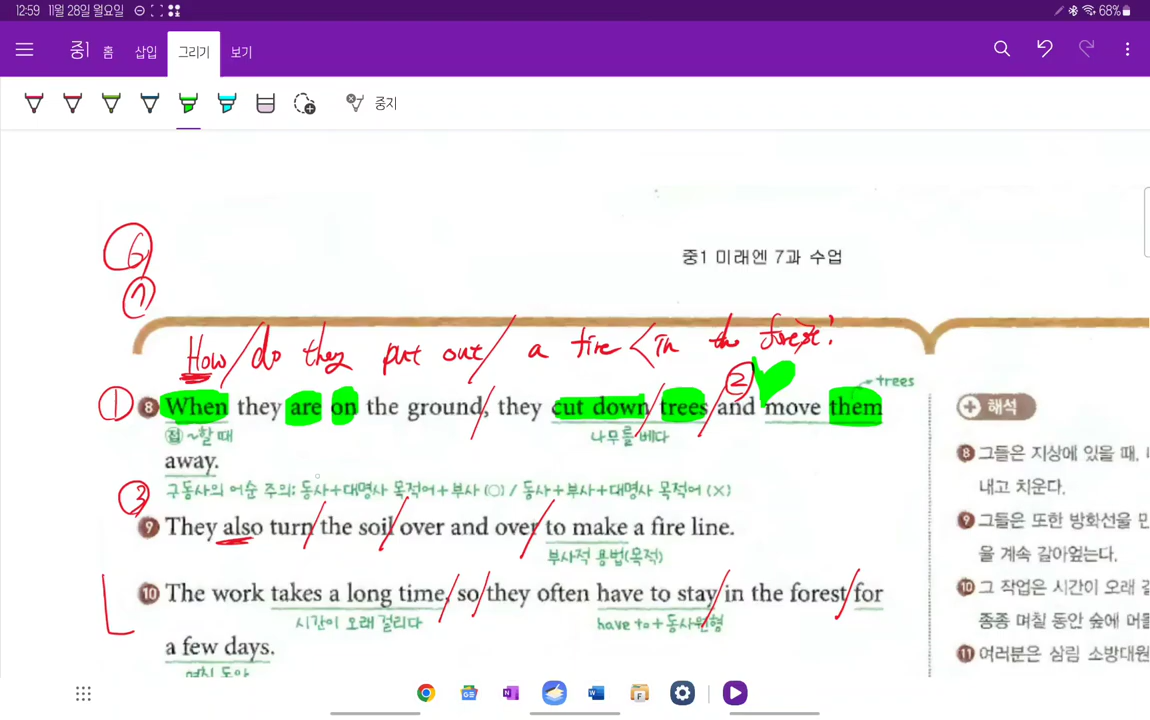 12:59 11월 28일 월요일 68%
중1 홈 삽입 그리기 보기
중지
6
7
중1 미래엔 7과 수업
How / do they put out / a fire < in the forest?
① ②
trees
8 When they are on the ground, they cut down trees and move them
접 ~할 때 나무를 베다
away.
③ 구동사의 어순 주의: 동사+대명사 목적어+부사 (○) / 동사+부사+대명사 목적어 (×)
9 They also turn the soil over and over to make a fire line.
부사적 용법(목적)
10 The work takes a long time, so they often have to stay in the forest for
시간이 오래 걸리다 have to + 동사원형
a few days.
며칠 동안
해석
8 그들은 지상에 있을 때,
내고 치운다.
9 그들은 또한 방화선을 만
을 계속 갈아엎는다.
10 그 작업은 시간이 오래
종종 며칠 동안 숲에 머물
11 여러분은 삼림 소방대원